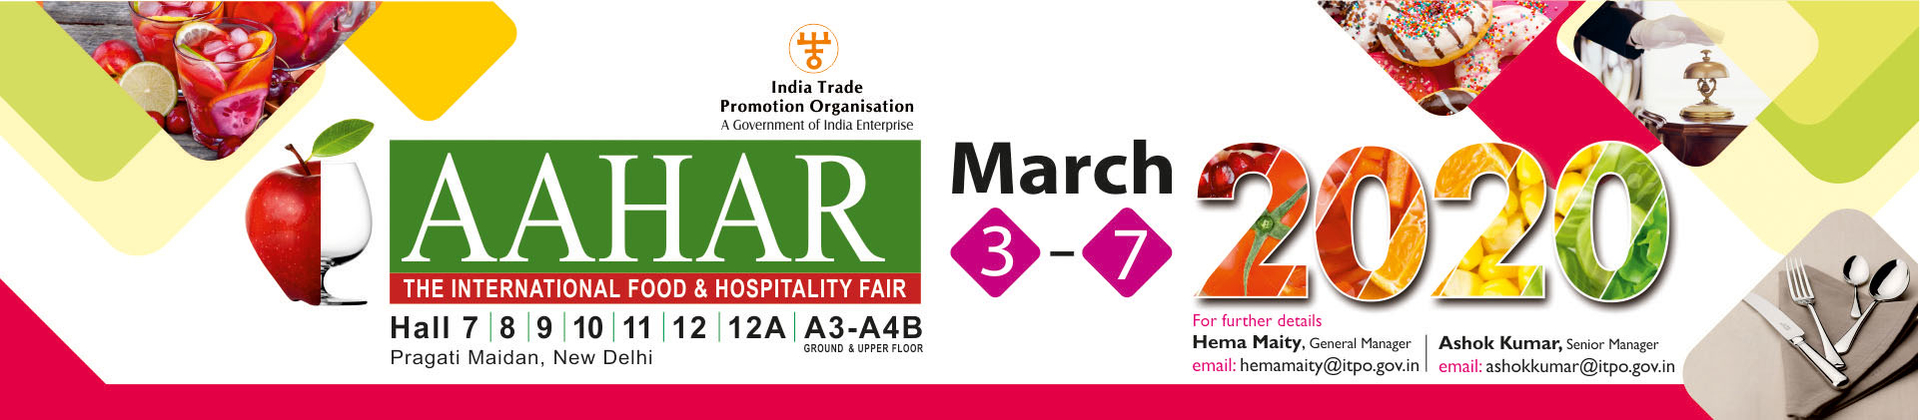 India Trade
Promotion Organisation
A Government of India Enterprise
AAHAR
THE INTERNATIONAL FOOD & HOSPITALITY FAIR
Hall 7 | 8 | 9 | 10 | 11 | 12 | 12A | A3-A4B
GROUND & UPPER FLOOR
Pragati Maidan, New Delhi
March
3 – 7
2020
For further details
Hema Maity, General Manager
email: hemamaity@itpo.gov.in
Ashok Kumar, Senior Manager
email: ashokkumar@itpo.gov.in